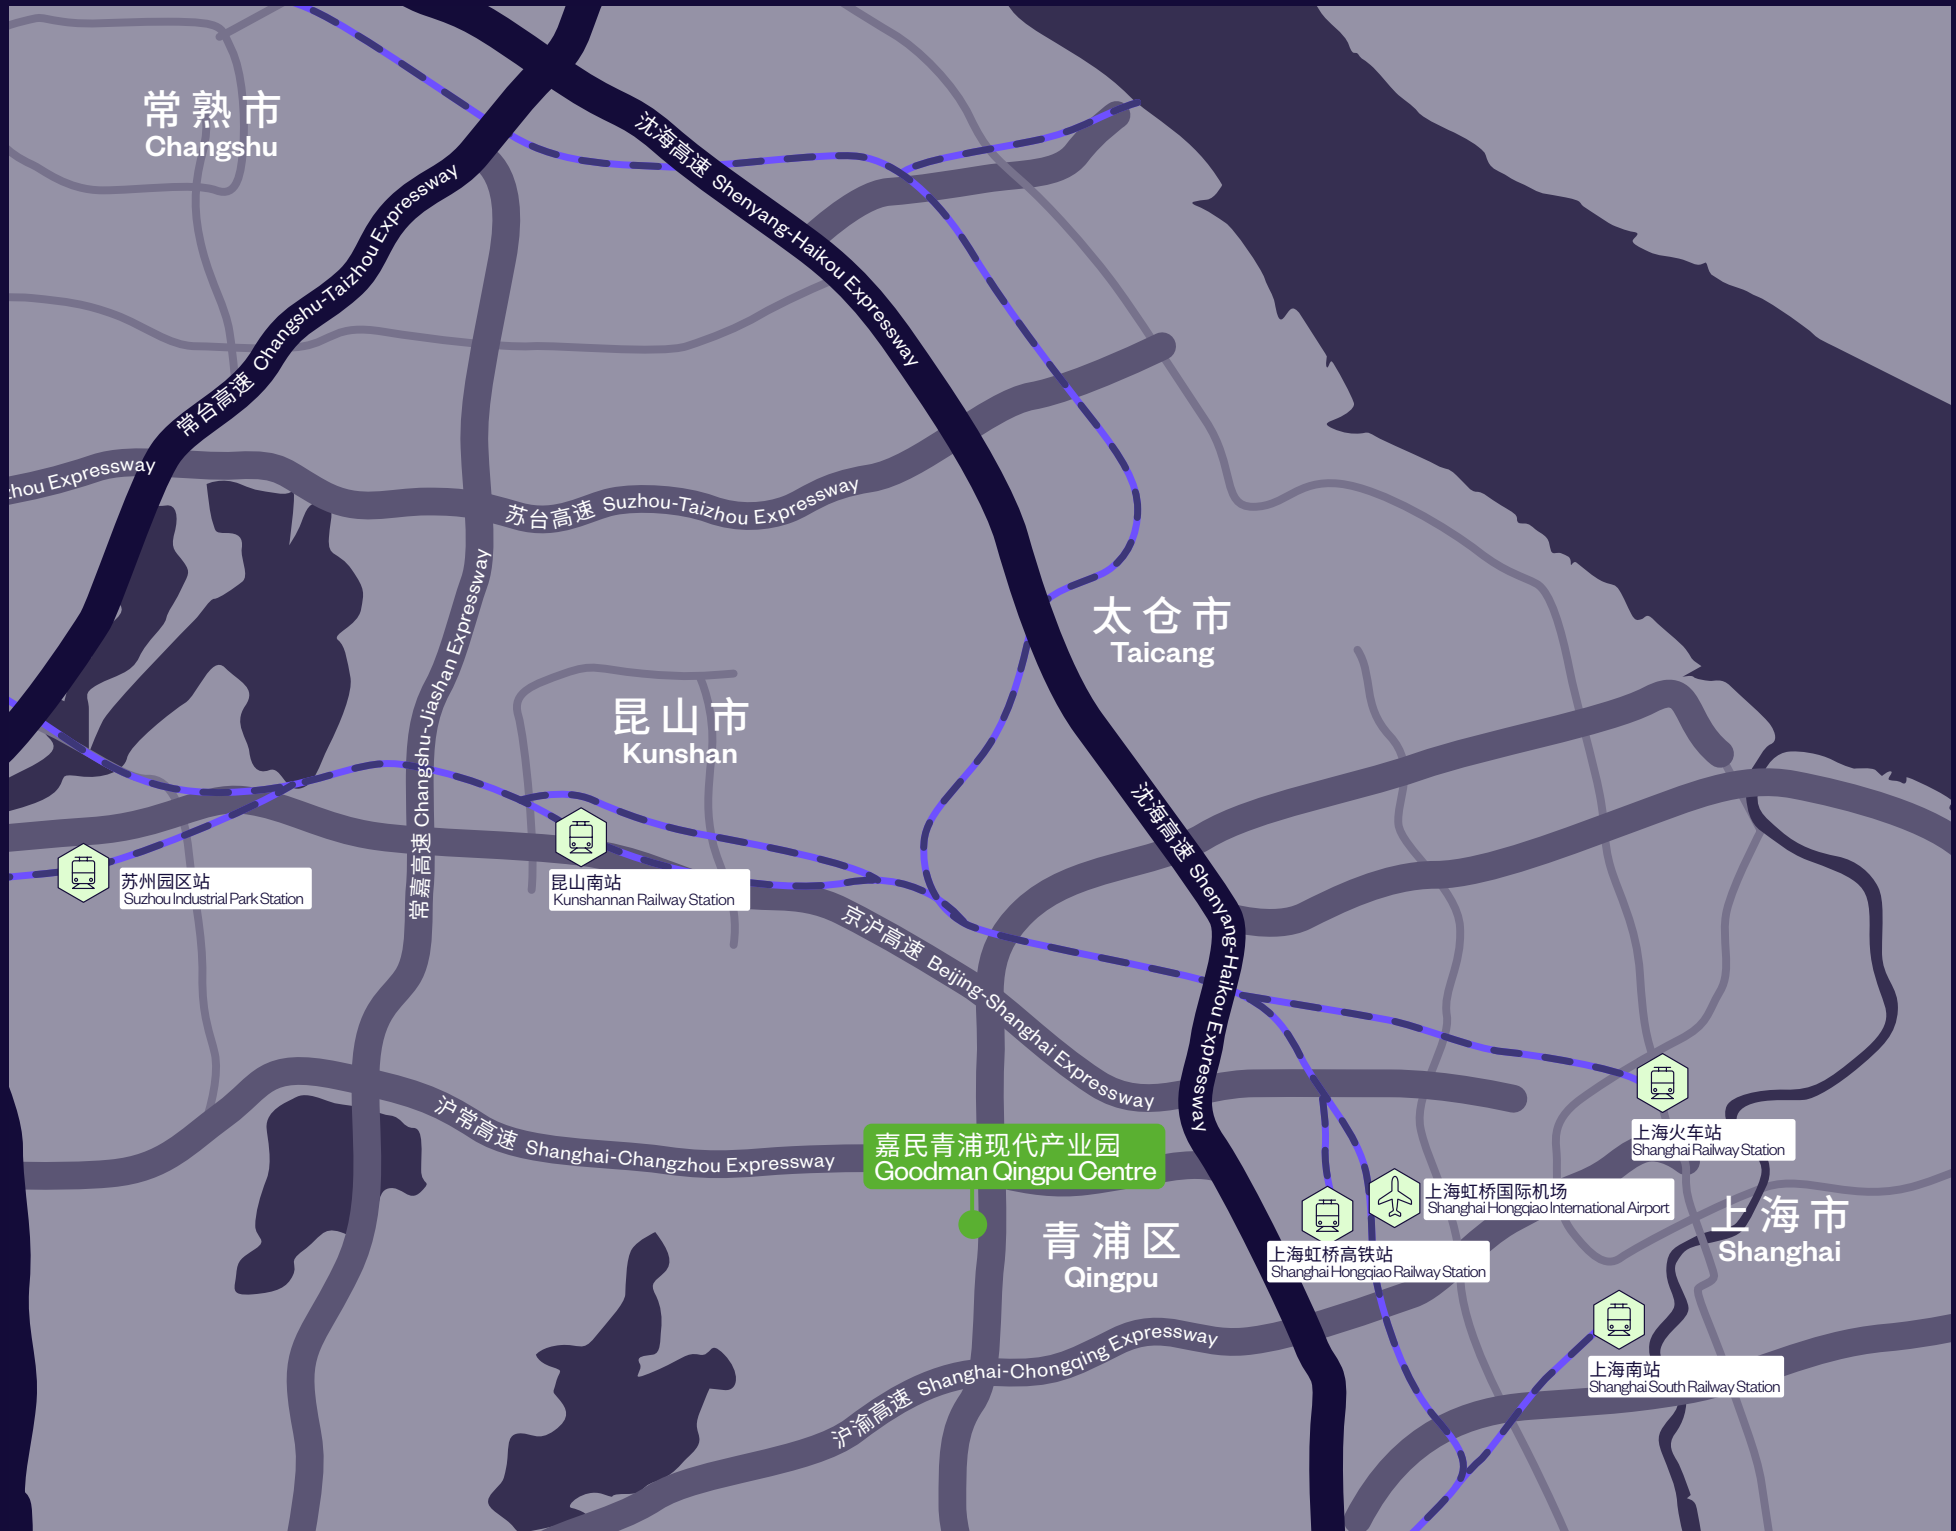 常熟市
Changshu
沈海高速 Shenyang-Haikou Expressway
常台高速 Changshu-Taizhou Expressway
Expressway
苏台高速 Suzhou-Taizhou Expressway
常嘉高速 Changshu-Jiashan Expressway
太仓市
Taicang
昆山市
Kunshan
沈海高速 Shenyang-Haikou Expressway
苏州园区站
Suzhou Industrial Park Station
昆山南站
Kunshannan Railway Station
京沪高速 Beijing-Shanghai Expressway
沪常高速 Shanghai-Changzhou Expressway
嘉民青浦现代产业园
Goodman Qingpu Centre
上海火车站
Shanghai Railway Station
上海虹桥国际机场
Shanghai Hongqiao International Airport
上海市
Shanghai
青浦区
Qingpu
上海虹桥高铁站
Shanghai Hongqiao Railway Station
沪渝高速 Shanghai-Chongqing Expressway
上海南站
Shanghai South Railway Station